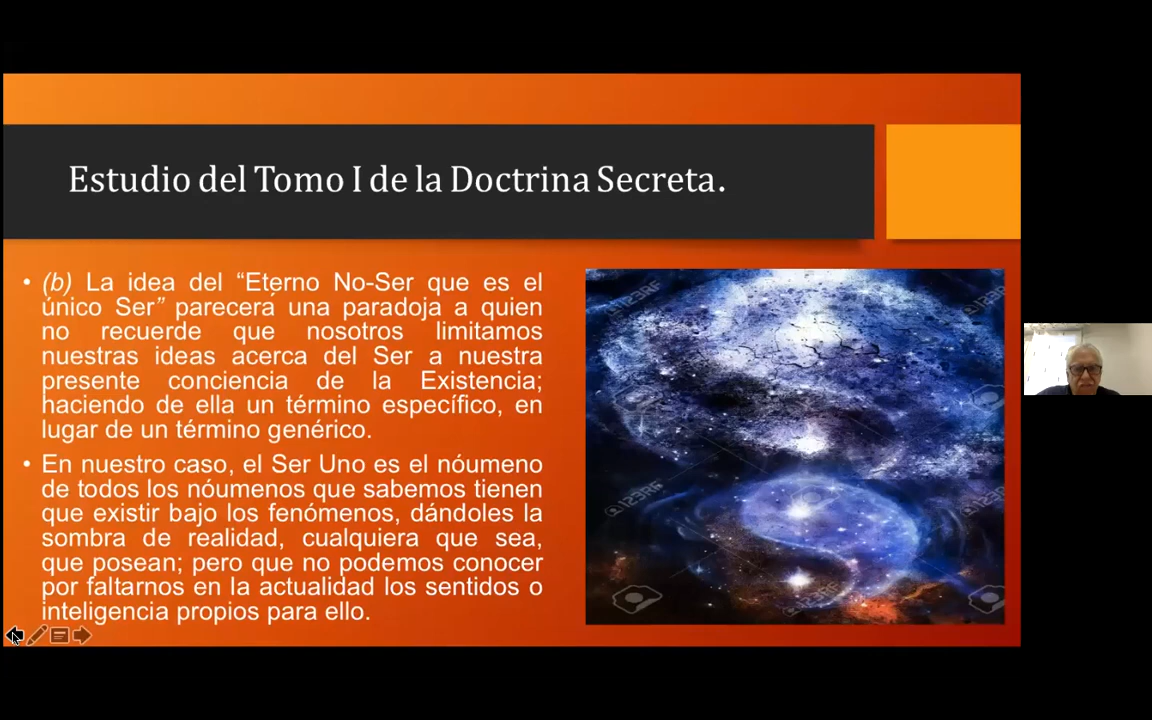 Estudio del Tomo I de la Doctrina Secreta.
• (b) La idea del “Eterno No-Ser que es el
único Ser” parecerá una paradoja a quien
no recuerde que nosotros limitamos
nuestras ideas acerca del Ser a nuestra
presente conciencia de la Existencia;
haciendo de ella un término específico, en
lugar de un término genérico.
• En nuestro caso, el Ser Uno es el nóumeno
de todos los nóumenos que sabemos tienen
que existir bajo los fenómenos, dándoles la
sombra de realidad, cualquiera que sea,
que posean; pero que no podemos conocer
por faltarnos en la actualidad los sentidos o
inteligencia propios para ello.
123RF
123RF
123RF
123RF